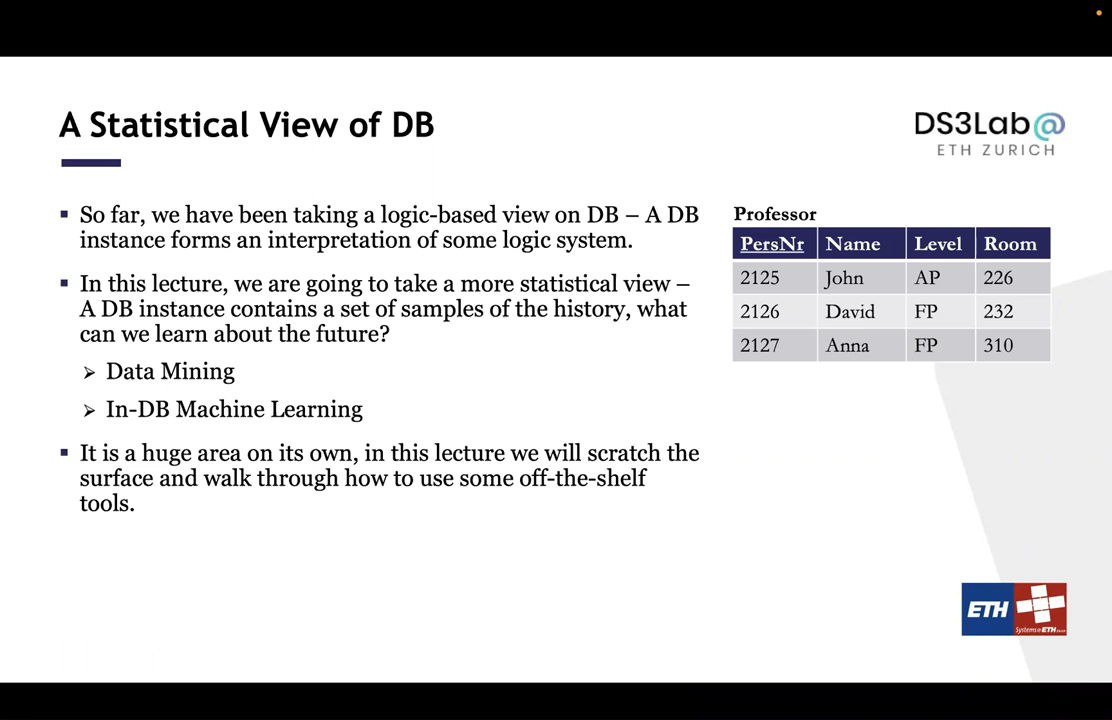 A Statistical View of DB
DS3Lab@
ETH ZURICH
▪ So far, we have been taking a logic-based view on DB – A DB
instance forms an interpretation of some logic system.
▪ In this lecture, we are going to take a more statistical view –
A DB instance contains a set of samples of the history, what
can we learn about the future?
➢ Data Mining
➢ In-DB Machine Learning
▪ It is a huge area on its own, in this lecture we will scratch the
surface and walk through how to use some off-the-shelf
tools.
Professor
PersNr Name Level Room
2125 John AP 226
2126 David FP 232
2127 Anna FP 310
ETH
Systems@ETH